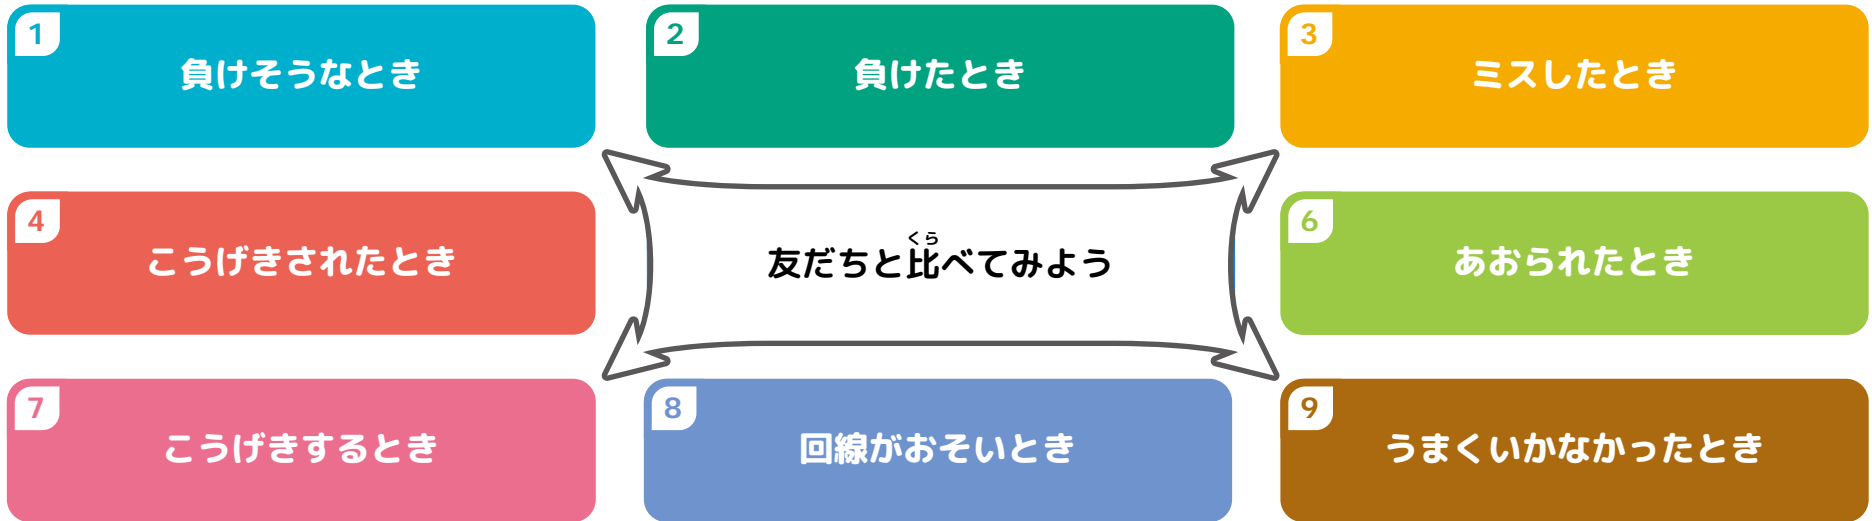 1
負けそうなとき
2
負けたとき
3
ミスしたとき
4
こうげきされたとき
くら
友だちと比べてみよう
6
あおられたとき
7
こうげきするとき
8
回線がおそいとき
9
うまくいかなかったとき